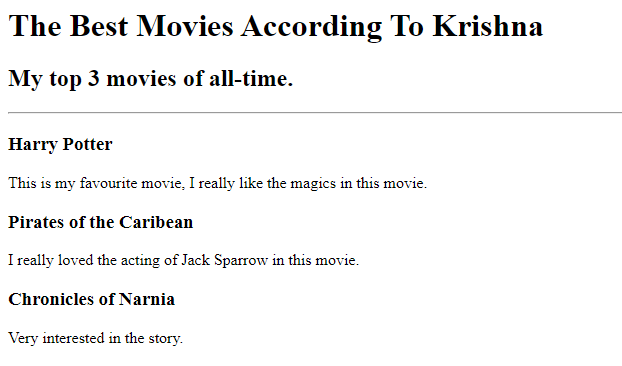 The Best Movies According To Krishna
My top 3 movies of all-time.
Harry Potter
This is my favourite movie, I really like the magics in this movie.
Pirates of the Caribean
I really loved the acting of Jack Sparrow in this movie.
Chronicles of Narnia
Very interested in the story.